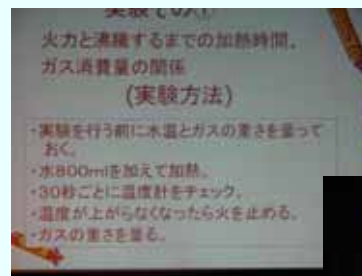 実験その①
火力と沸騰するまでの加熱時間、
ガス消費量の関係
(実験方法)
・実験を行う前に水温とガスの重さを量って
おく。
・水800mlを加えて加熱。
・30秒ごとに温度計をチェック。
・温度が上がらなくなったら火を止める。
・ガスの重さを量る。